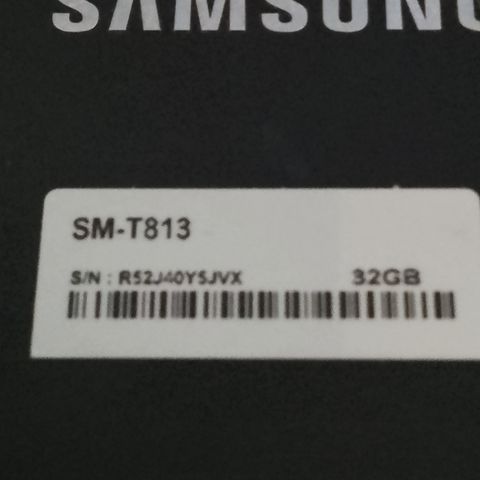 SAMSUNG
SM-T813
S/N : R52J40Y5JVX
32GB